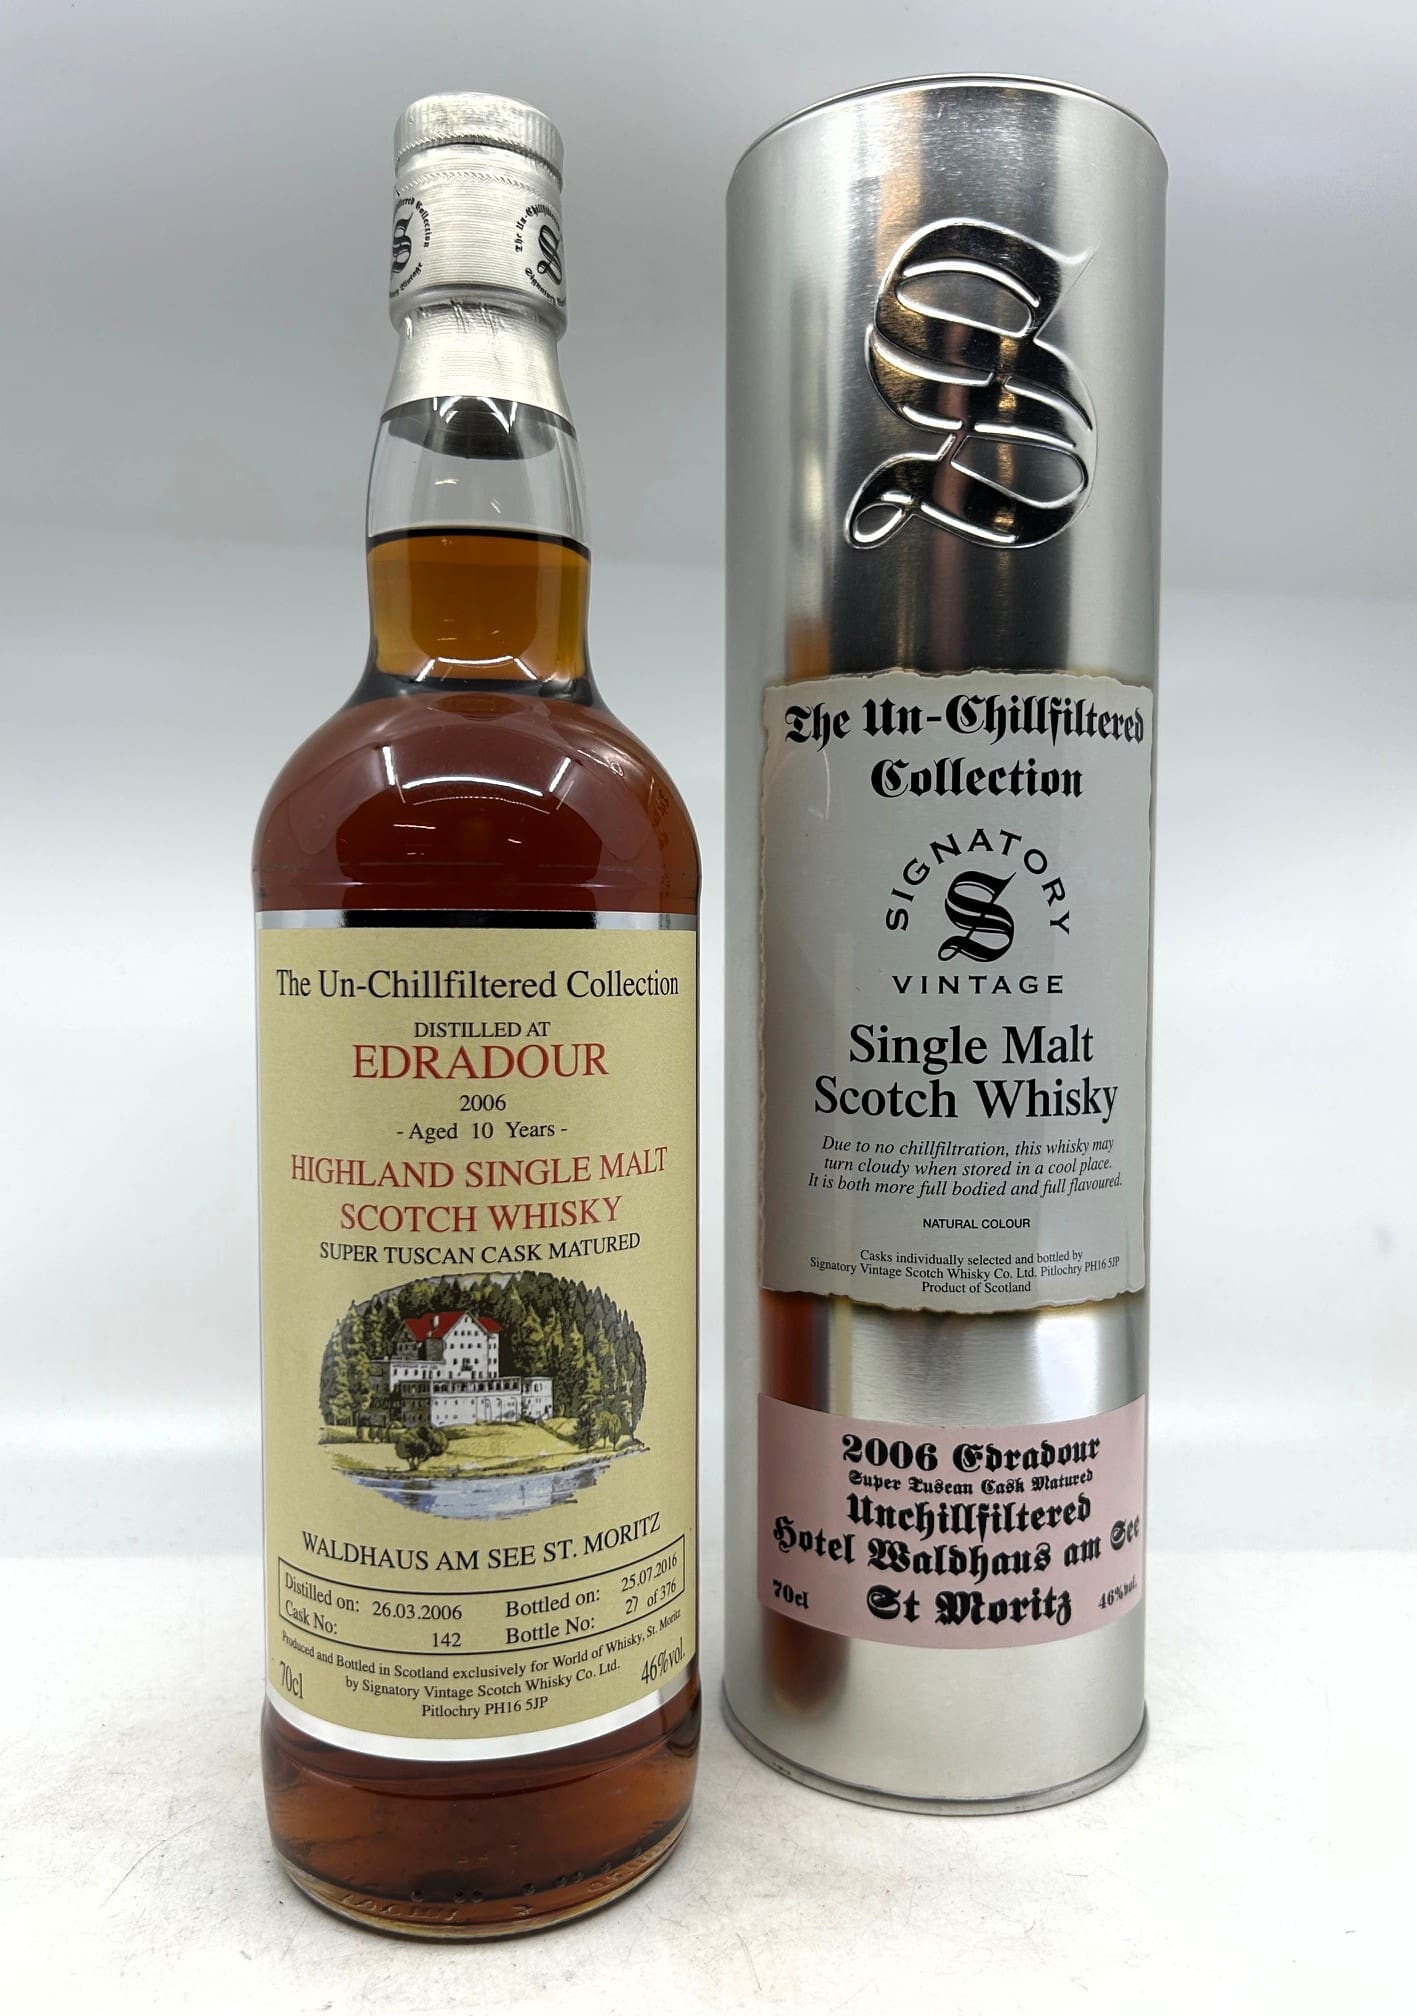 The Un-Chillfiltered Collection
Signatory Vintage
The Un-Chillfiltered Collection
DISTILLED AT
EDRADOUR
2006
- Aged 10 Years -
HIGHLAND SINGLE MALT
SCOTCH WHISKY
SUPER TUSCAN CASK MATURED
WALDHAUS AM SEE ST. MORITZ
Distilled on: 26.03.2006 Bottled on: 25.07.2016
Cask No: 142 Bottle No: 27 of 376
Produced and Bottled in Scotland exclusively for World of Whisky, St. Moritz
by Signatory Vintage Scotch Whisky Co. Ltd.
Pitlochry PH16 5JP
70cl 46%vol.
S
The Un-Chillfiltered
Collection
SIGNATORY
S
VINTAGE
Single Malt
Scotch Whisky
Due to no chillfiltration, this whisky may
turn cloudy when stored in a cool place.
It is both more full bodied and full flavoured.
NATURAL COLOUR
Casks individually selected and bottled by
Signatory Vintage Scotch Whisky Co. Ltd. Pitlochry PH16 5JP
Product of Scotland
2006 Edradour
Super Tuscan Cask Matured
Unchillfiltered
Hotel Waldhaus am See
St Moritz
70cl 46%vol.